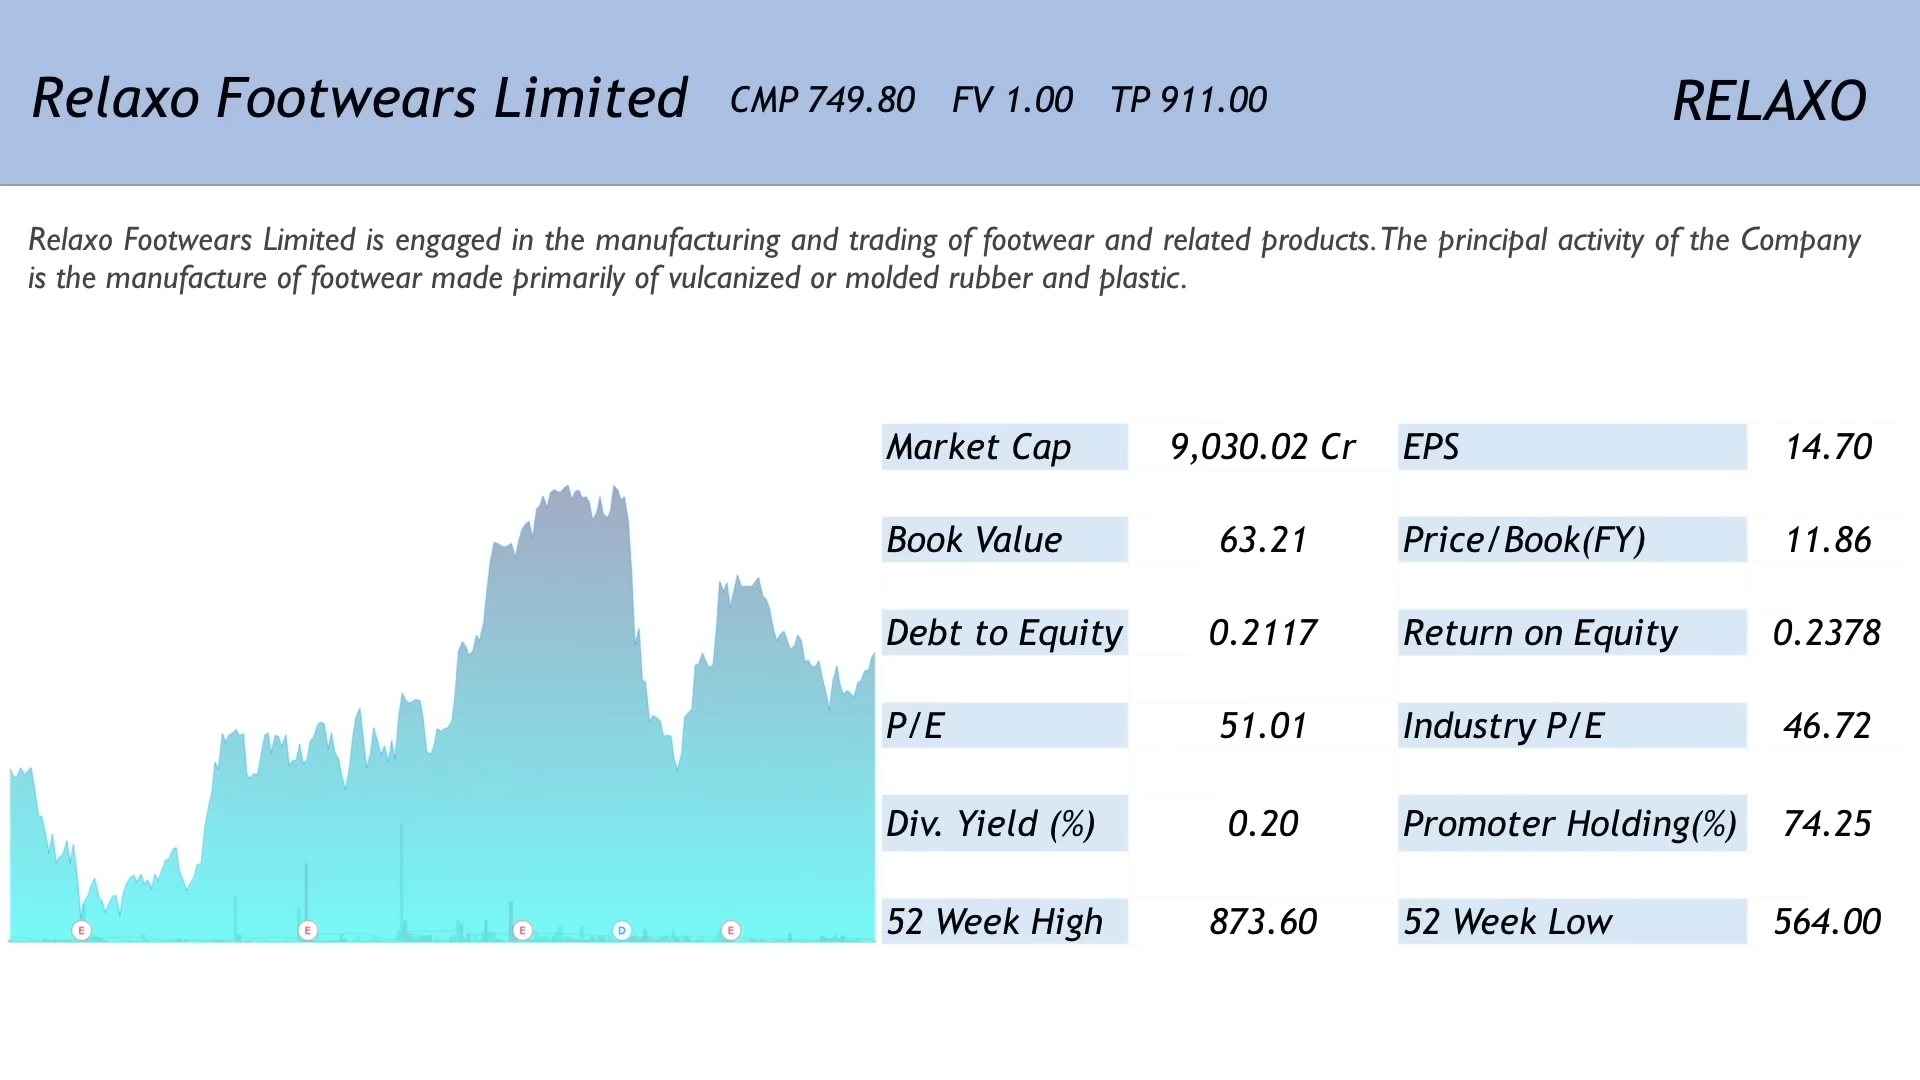 Relaxo Footwears Limited CMP 749.80 FV 1.00 TP 911.00 RELAXO
Relaxo Footwears Limited is engaged in the manufacturing and trading of footwear and related products. The principal activity of the Company
is the manufacture of footwear made primarily of vulcanized or molded rubber and plastic.
Market Cap 9,030.02 Cr EPS 14.70
Book Value 63.21 Price/Book(FY) 11.86
Debt to Equity 0.2117 Return on Equity 0.2378
P/E 51.01 Industry P/E 46.72
Div. Yield (%) 0.20 Promoter Holding(%) 74.25
52 Week High 873.60 52 Week Low 564.00
E E E D E